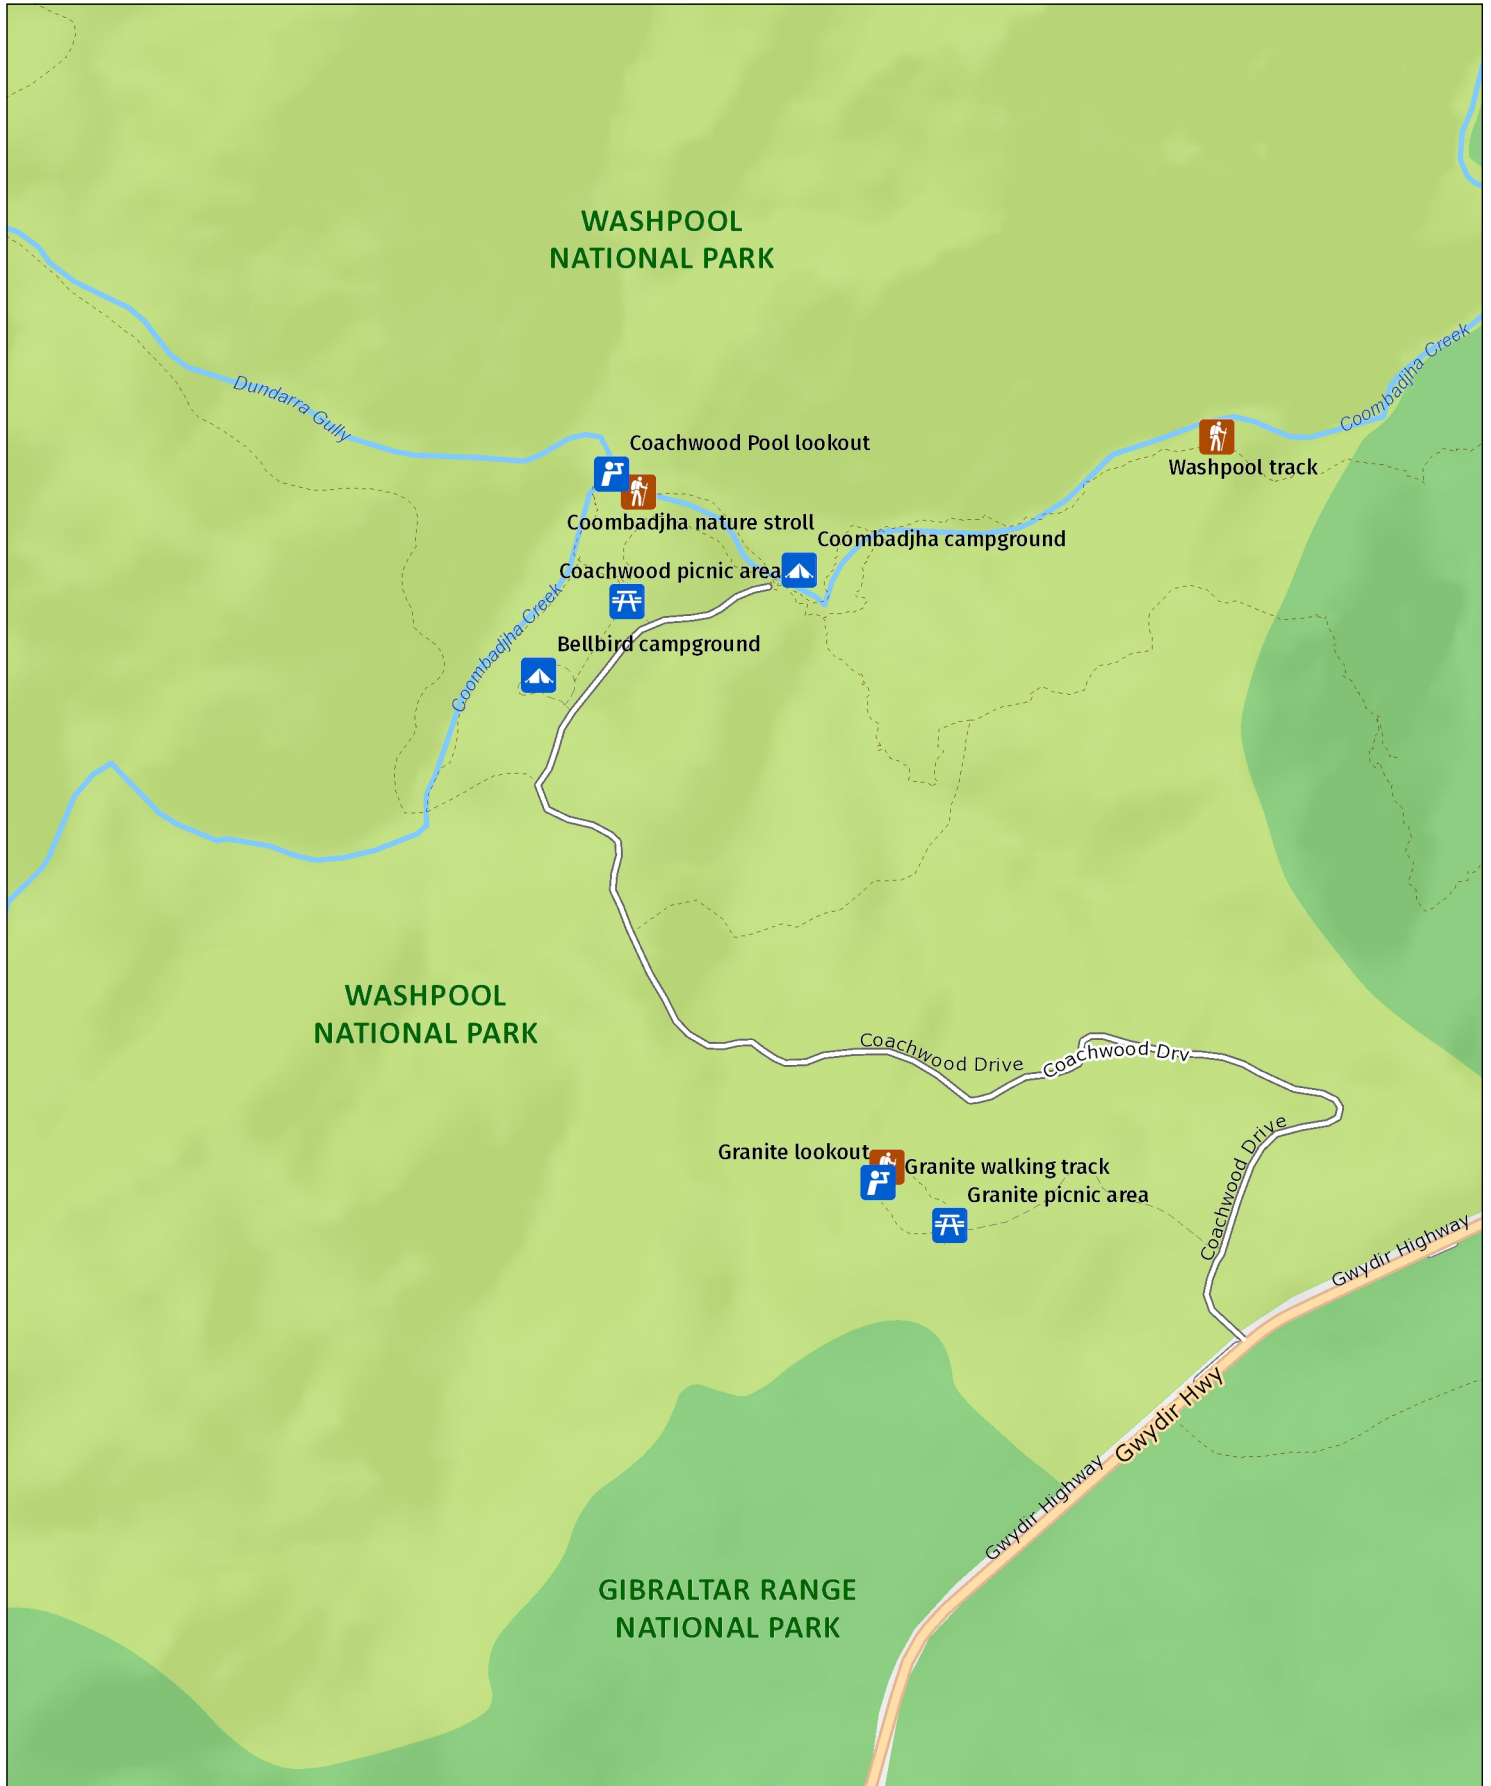 WASHPOOL
NATIONAL PARK
Coombadjha Creek
Dundarra Gully
Coachwood Pool lookout
Washpool track
Coombadjha nature stroll
Coombadjha campground
Coachwood picnic area
Coombadjha Creek
Bellbird campground
WASHPOOL
NATIONAL PARK
Coachwood Drive
Coachwood Drv
Coachwood Drive
Granite lookout
Granite walking track
Granite picnic area
Gwydir Highway
Gwydir Hwy
Gwydir Highway
GIBRALTAR RANGE
NATIONAL PARK